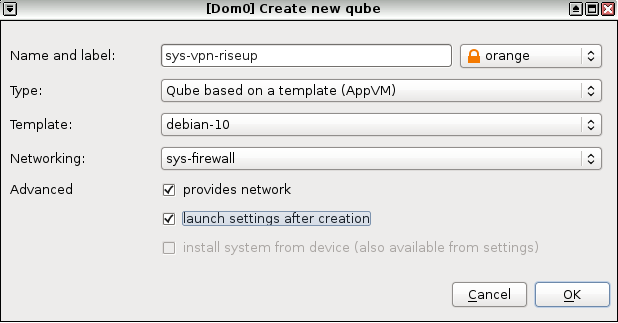 [Dom0] Create new qube
Name and label: sys-vpn-riseup orange
Type: Qube based on a template (AppVM)
Template: debian-10
Networking: sys-firewall
Advanced provides network
launch settings after creation
install system from device (also available from settings)
Cancel OK